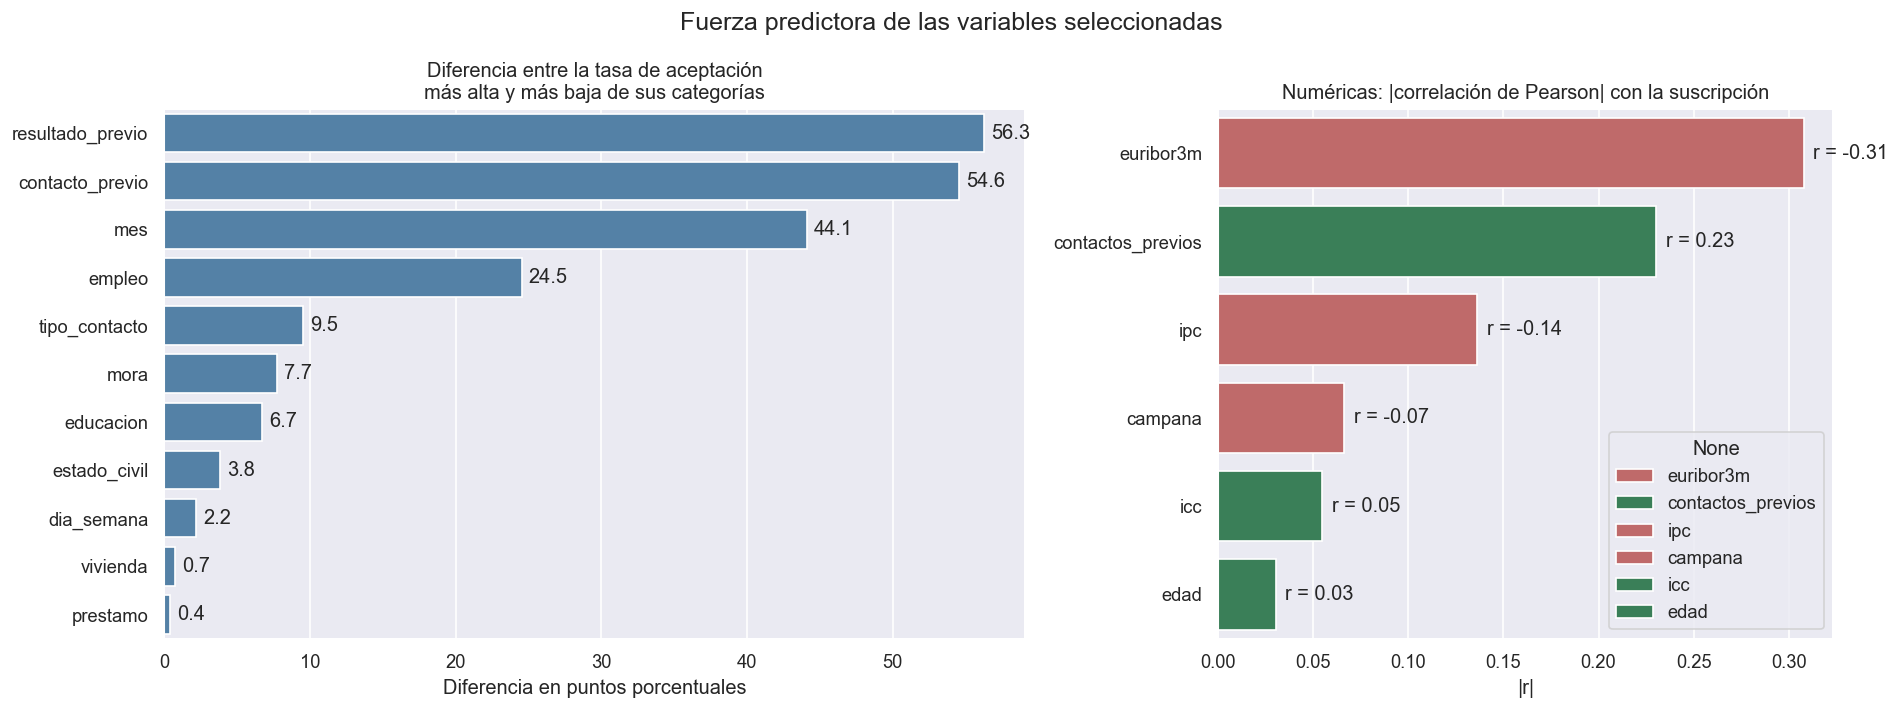 Fuerza predictora de las variables seleccionadas
Diferencia entre la tasa de aceptación
más alta y más baja de sus categorías
resultado_previo
56.3
contacto_previo
54.6
mes
44.1
empleo
24.5
tipo_contacto
9.5
mora
7.7
educacion
6.7
estado_civil
3.8
dia_semana
2.2
vivienda
0.7
prestamo
0.4
0 10 20 30 40 50
Diferencia en puntos porcentuales
Numéricas: |correlación de Pearson| con la suscripción
euribor3m
r = -0.31
contactos_previos
r = 0.23
ipc
r = -0.14
campana
r = -0.07
icc
r = 0.05
edad
r = 0.03
None
euribor3m
contactos_previos
ipc
campana
icc
edad
0.00 0.05 0.10 0.15 0.20 0.25 0.30
|r|